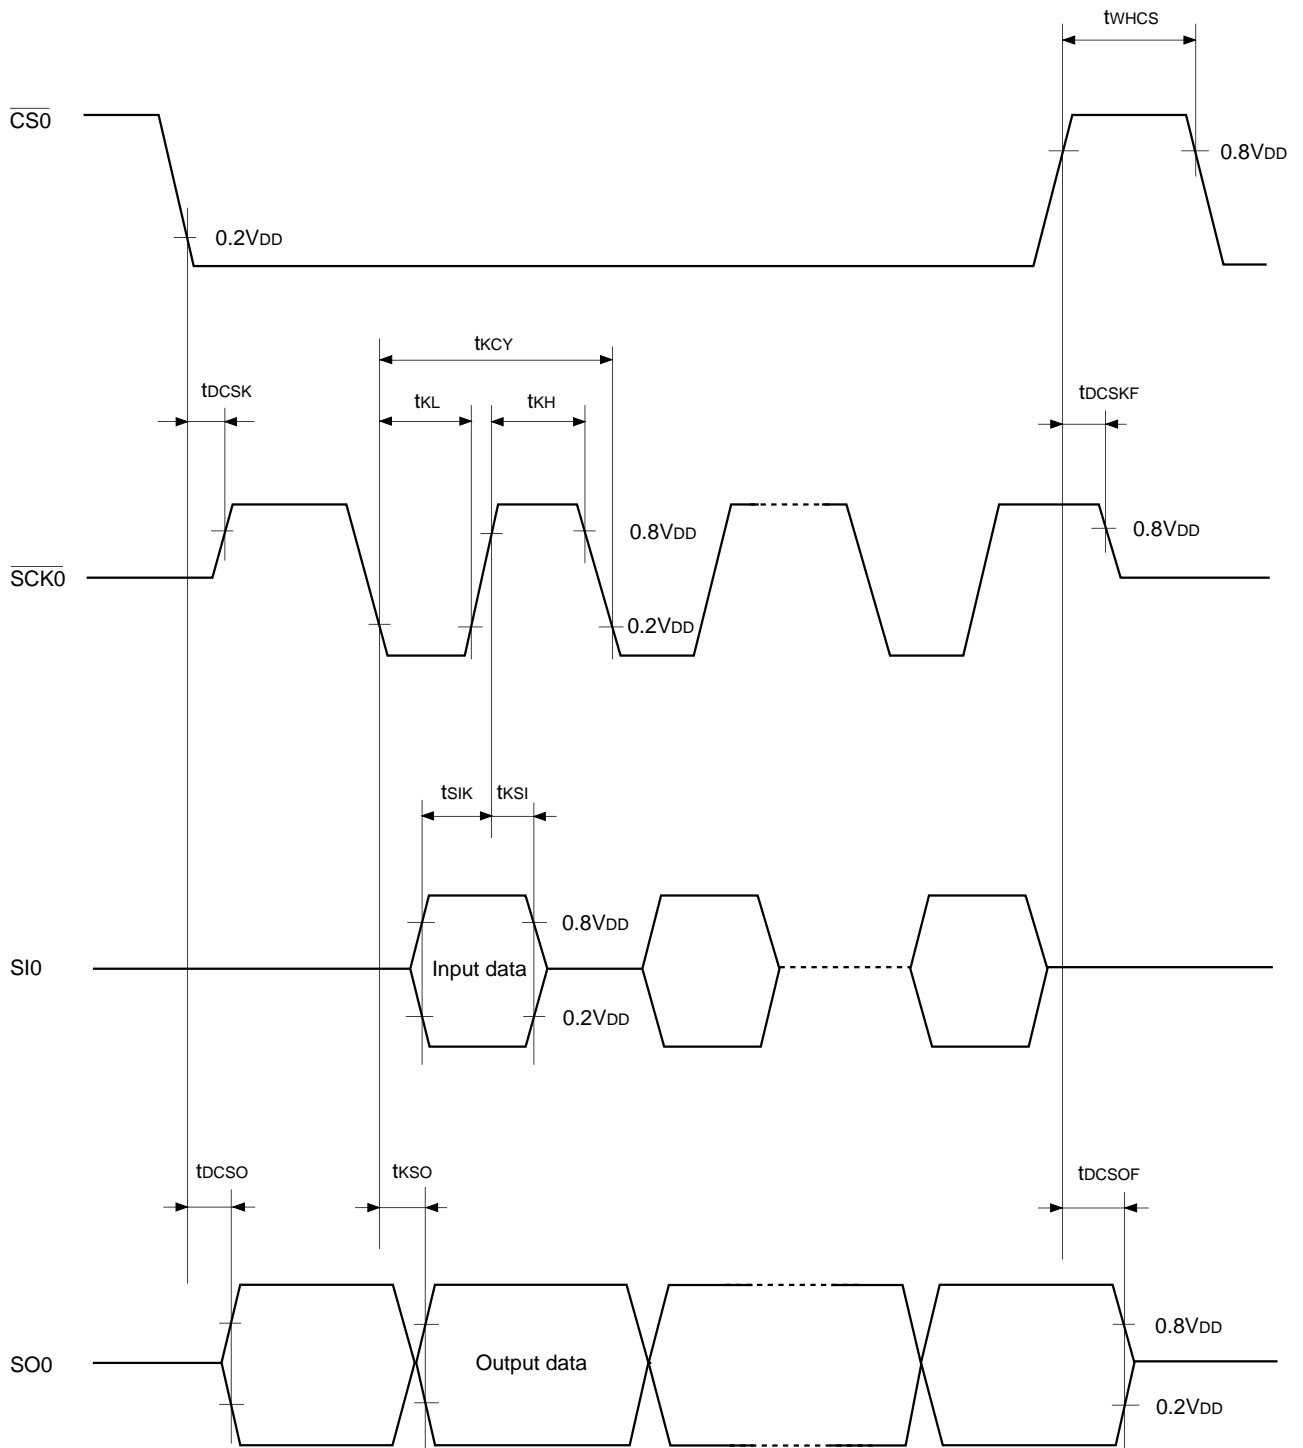 tWHCS
CS0
0.8VDD
0.2VDD
tKCY
tDCSK
tKL
tKH
tDCSKF
0.8VDD
0.8VDD
SCK0
0.2VDD
tSIK
tKSI
0.8VDD
SI0
Input data
0.2VDD
tDCSO
tKSO
tDCSOF
0.8VDD
SO0
Output data
0.2VDD